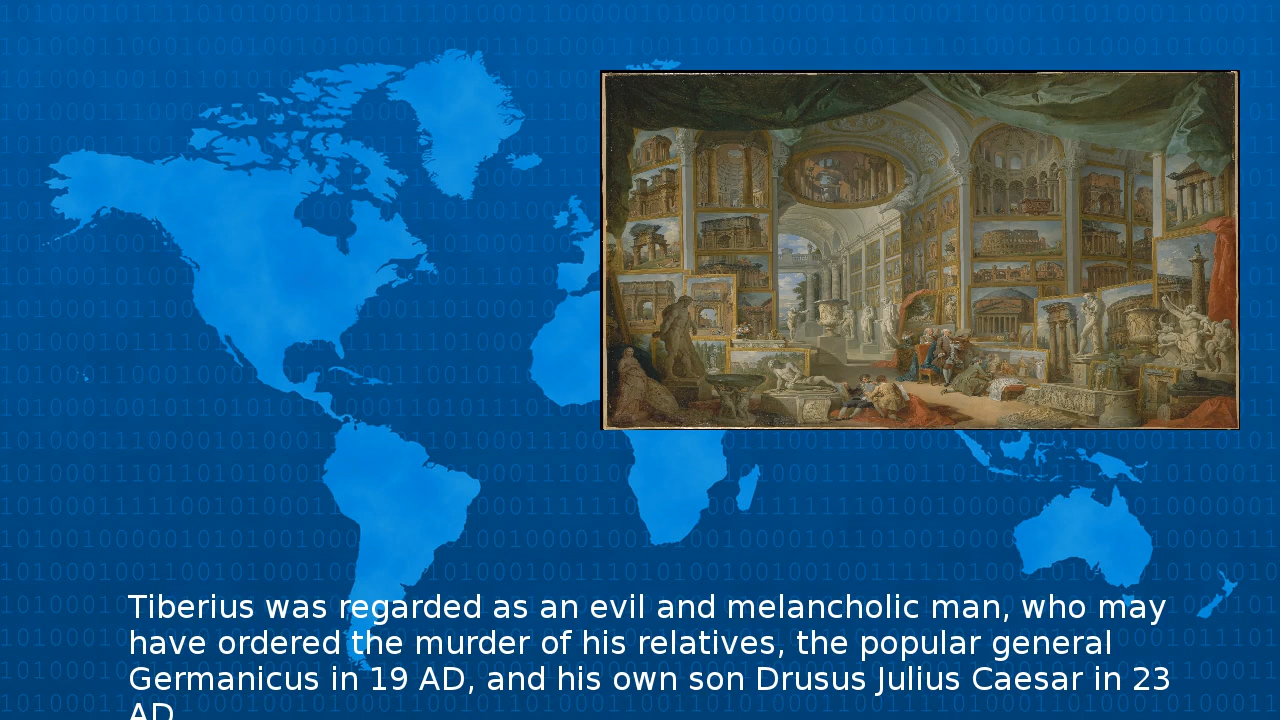 Tiberius was regarded as an evil and melancholic man, who may
have ordered the murder of his relatives, the popular general
Germanicus in 19 AD, and his own son Drusus Julius Caesar in 23
AD